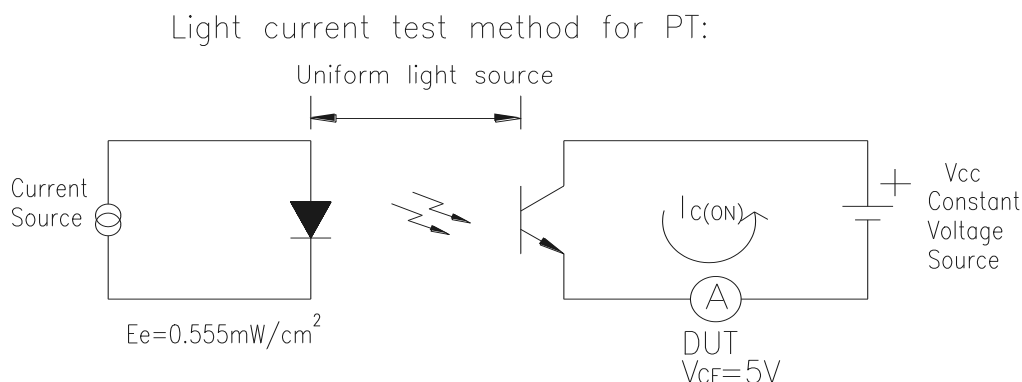 Light current test method for PT:
Uniform light source
Current
Source
IC(ON)
+
Vcc
Constant
Voltage
Source
A
Ee=0.555mW/cm²
DUT
VCE=5V